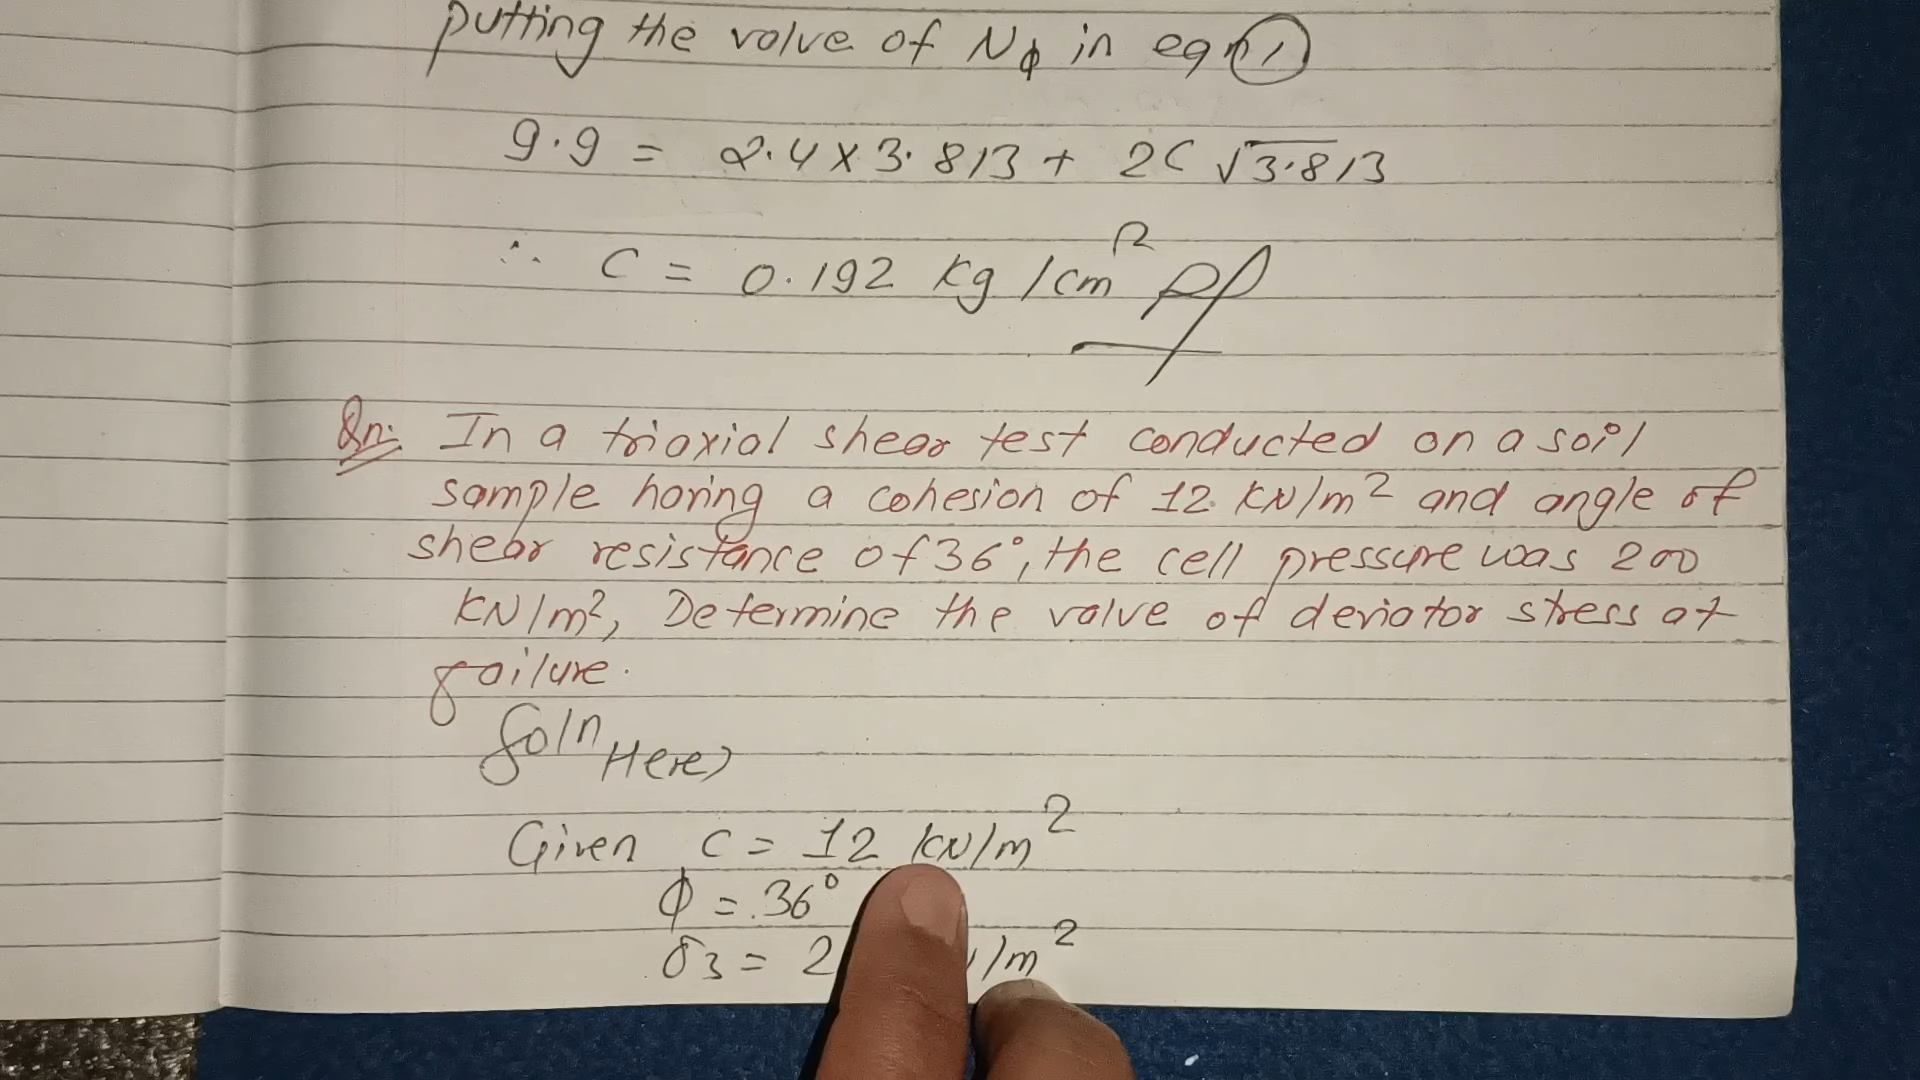 putting the value of Nϕ in eqn 1
9.9 = 2.4 × 3.813 + 2C √3.813
∴ C = 0.192 kg/cm²
Qn: In a triaxial shear test conducted on a soil
sample having a cohesion of 12 KN/m² and angle of
shear resistance of 36°, the cell pressure was 200
KN/m², Determine the value of deviator stress at
failure.
Soln Here,
Given C = 12 KN/m²
ϕ = 36°
σ3 = 2 /m²